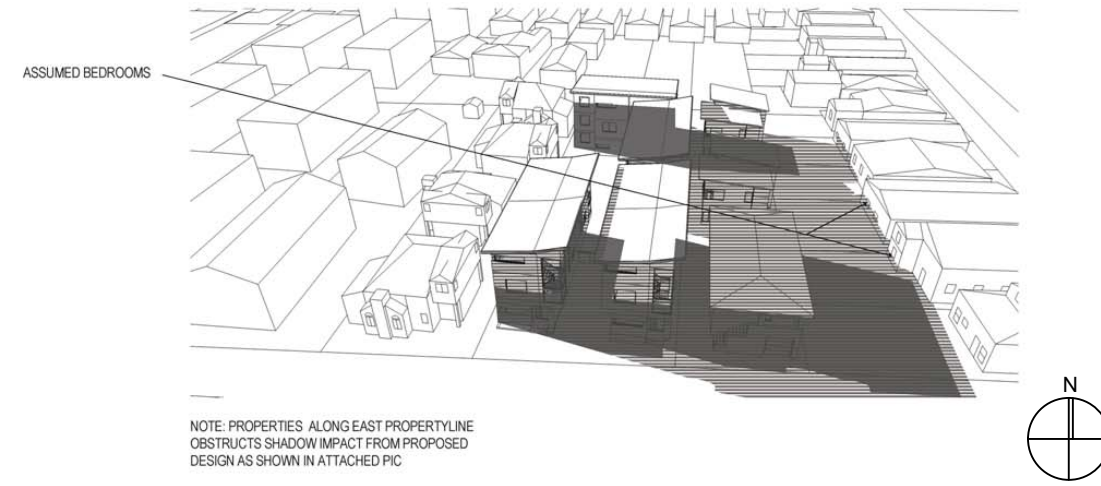 ASSUMED BEDROOMS
N
NOTE: PROPERTIES ALONG EAST PROPERTYLINE
OBSTRUCTS SHADOW IMPACT FROM PROPOSED
DESIGN AS SHOWN IN ATTACHED PIC